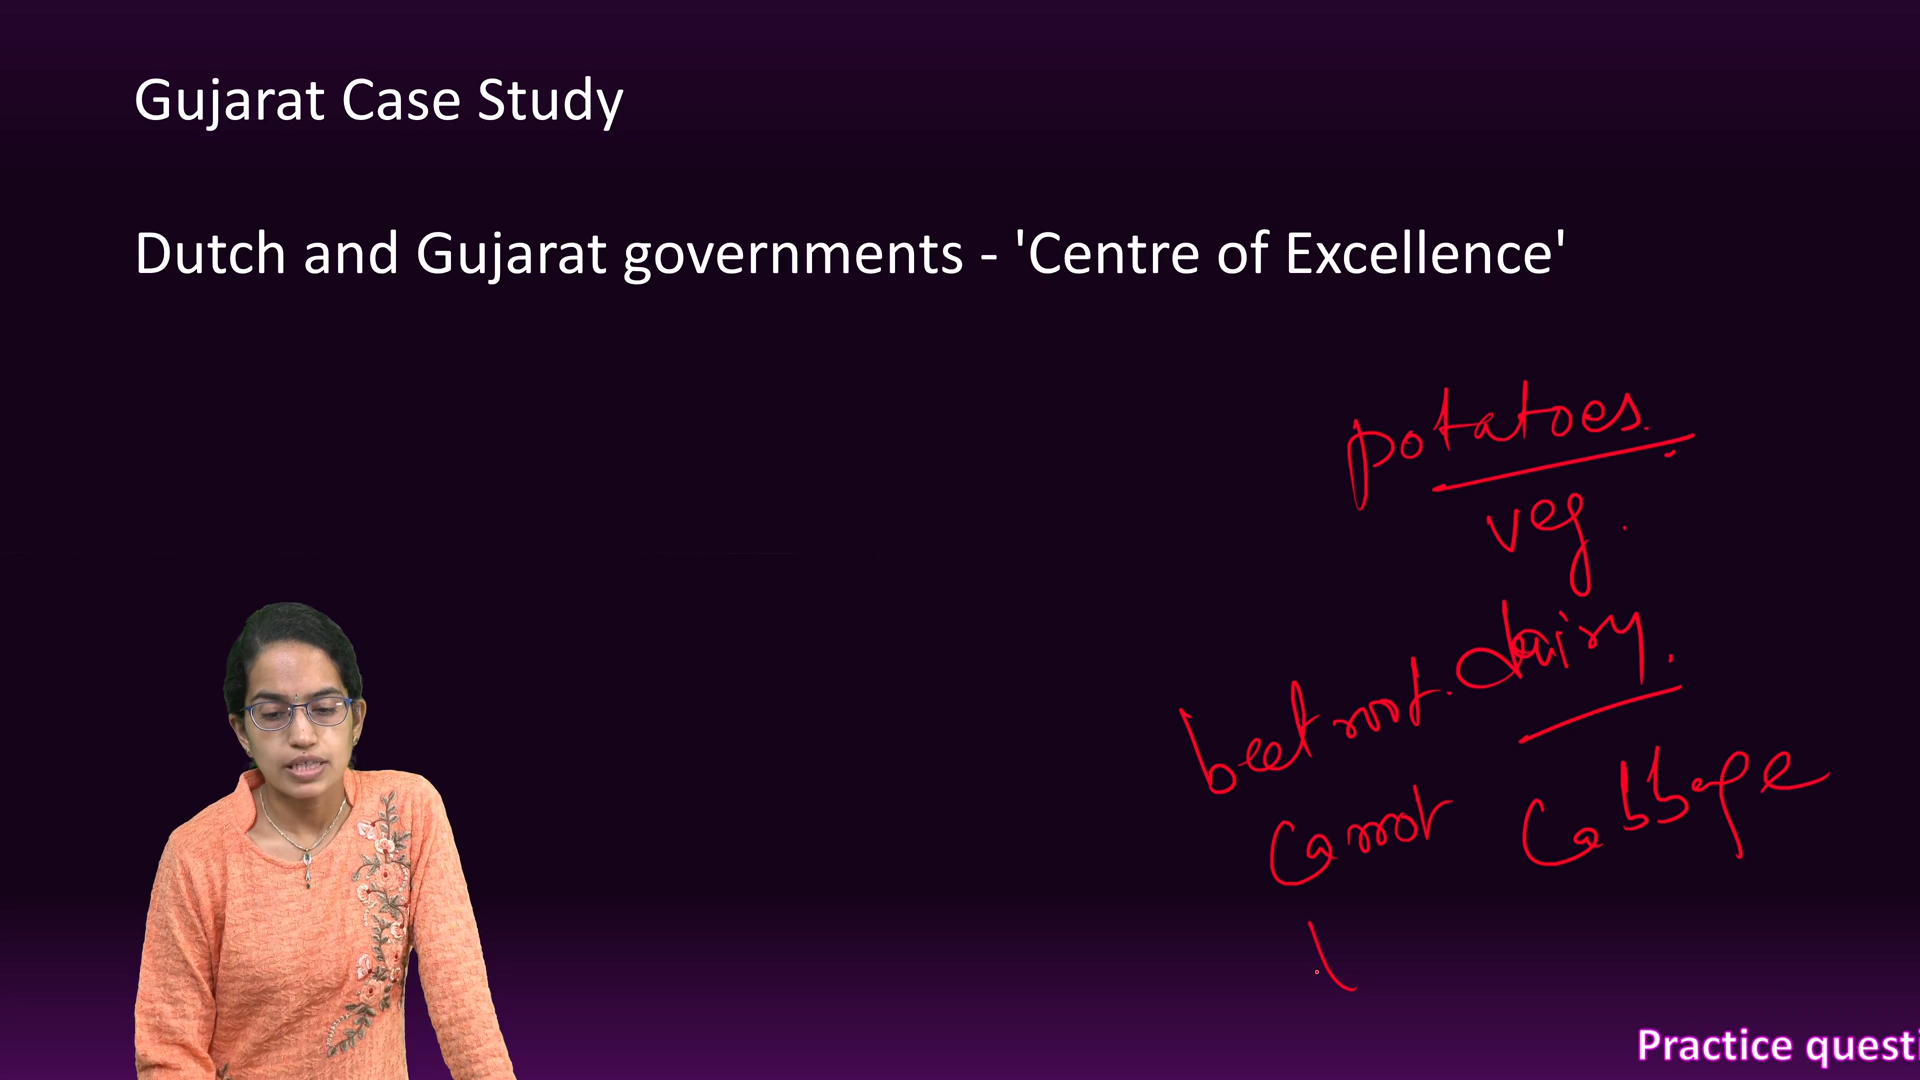 Gujarat Case Study
Dutch and Gujarat governments - 'Centre of Excellence'
potatoes.
veg.
beetroot. dairy.
Carrot Cabbage
Practice questi